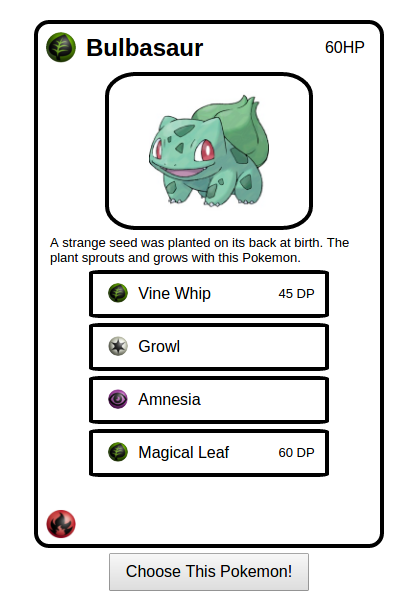 Bulbasaur 60HP
A strange seed was planted on its back at birth. The
plant sprouts and grows with this Pokemon.
Vine Whip 45 DP
Growl
Amnesia
Magical Leaf 60 DP
Choose This Pokemon!